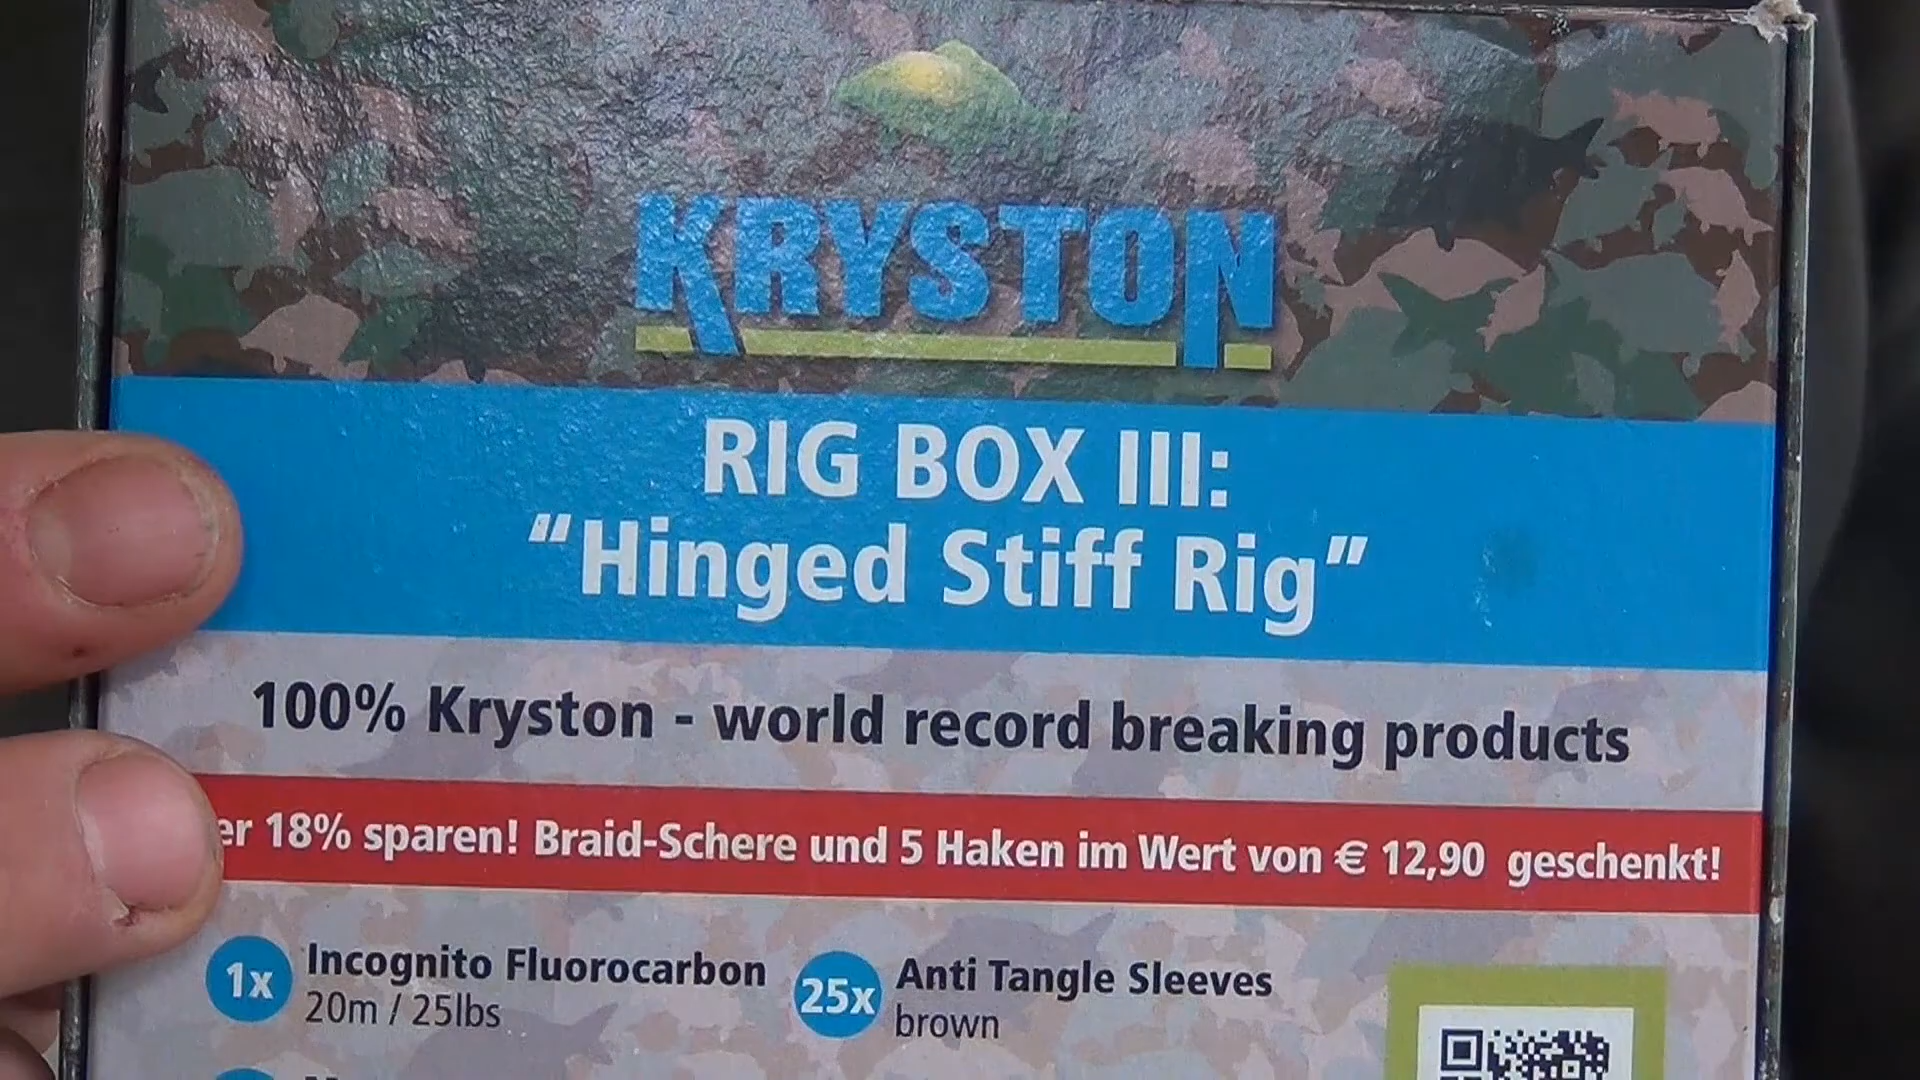 KRYSTON
RIG BOX III:
“Hinged Stiff Rig”
100% Kryston - world record breaking products
er 18% sparen! Braid-Schere und 5 Haken im Wert von € 12,90 geschenkt!
1x Incognito Fluorocarbon
20m / 25lbs
25x Anti Tangle Sleeves
brown